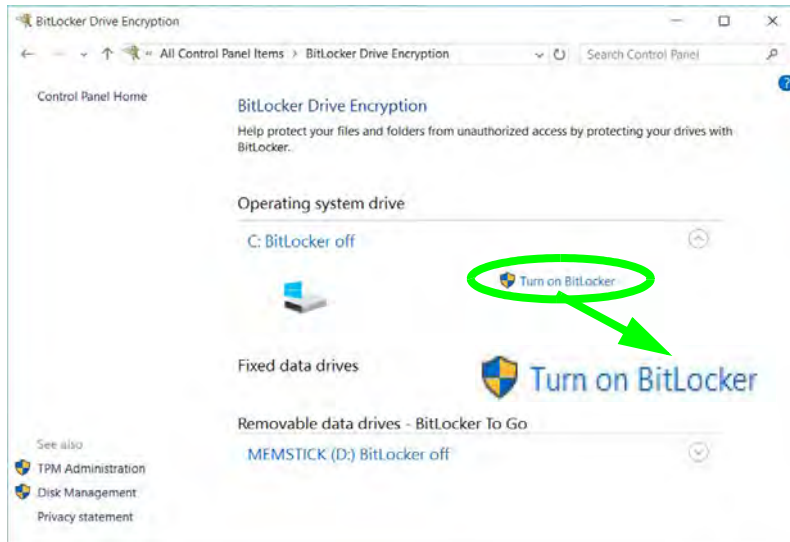 BitLocker Drive Encryption
« All Control Panel Items › BitLocker Drive Encryption
Search Control Panel
Control Panel Home
?
BitLocker Drive Encryption
Help protect your files and folders from unauthorized access by protecting your drives with
BitLocker.
Operating system drive
C: BitLocker off
Turn on BitLocker
Fixed data drives
Turn on BitLocker
Removable data drives - BitLocker To Go
MEMSTICK (D:) BitLocker off
See also
TPM Administration
Disk Management
Privacy statement